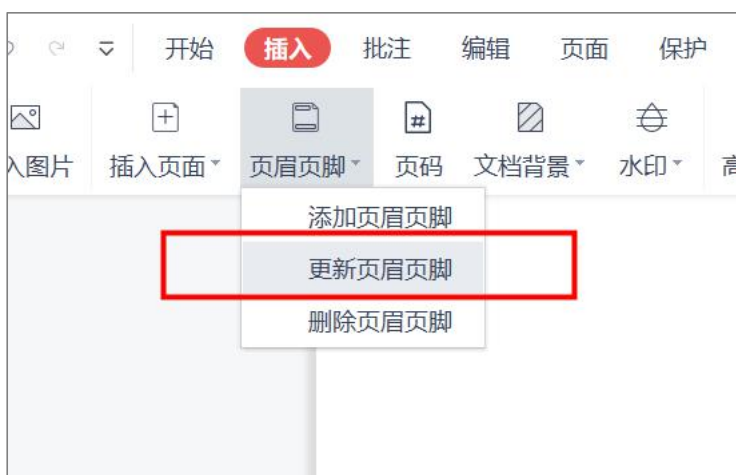 开始 插入 批注 编辑 页面 保护
入图片 插入页面 页眉页脚 页码 文档背景 水印
添加页眉页脚
更新页眉页脚
删除页眉页脚